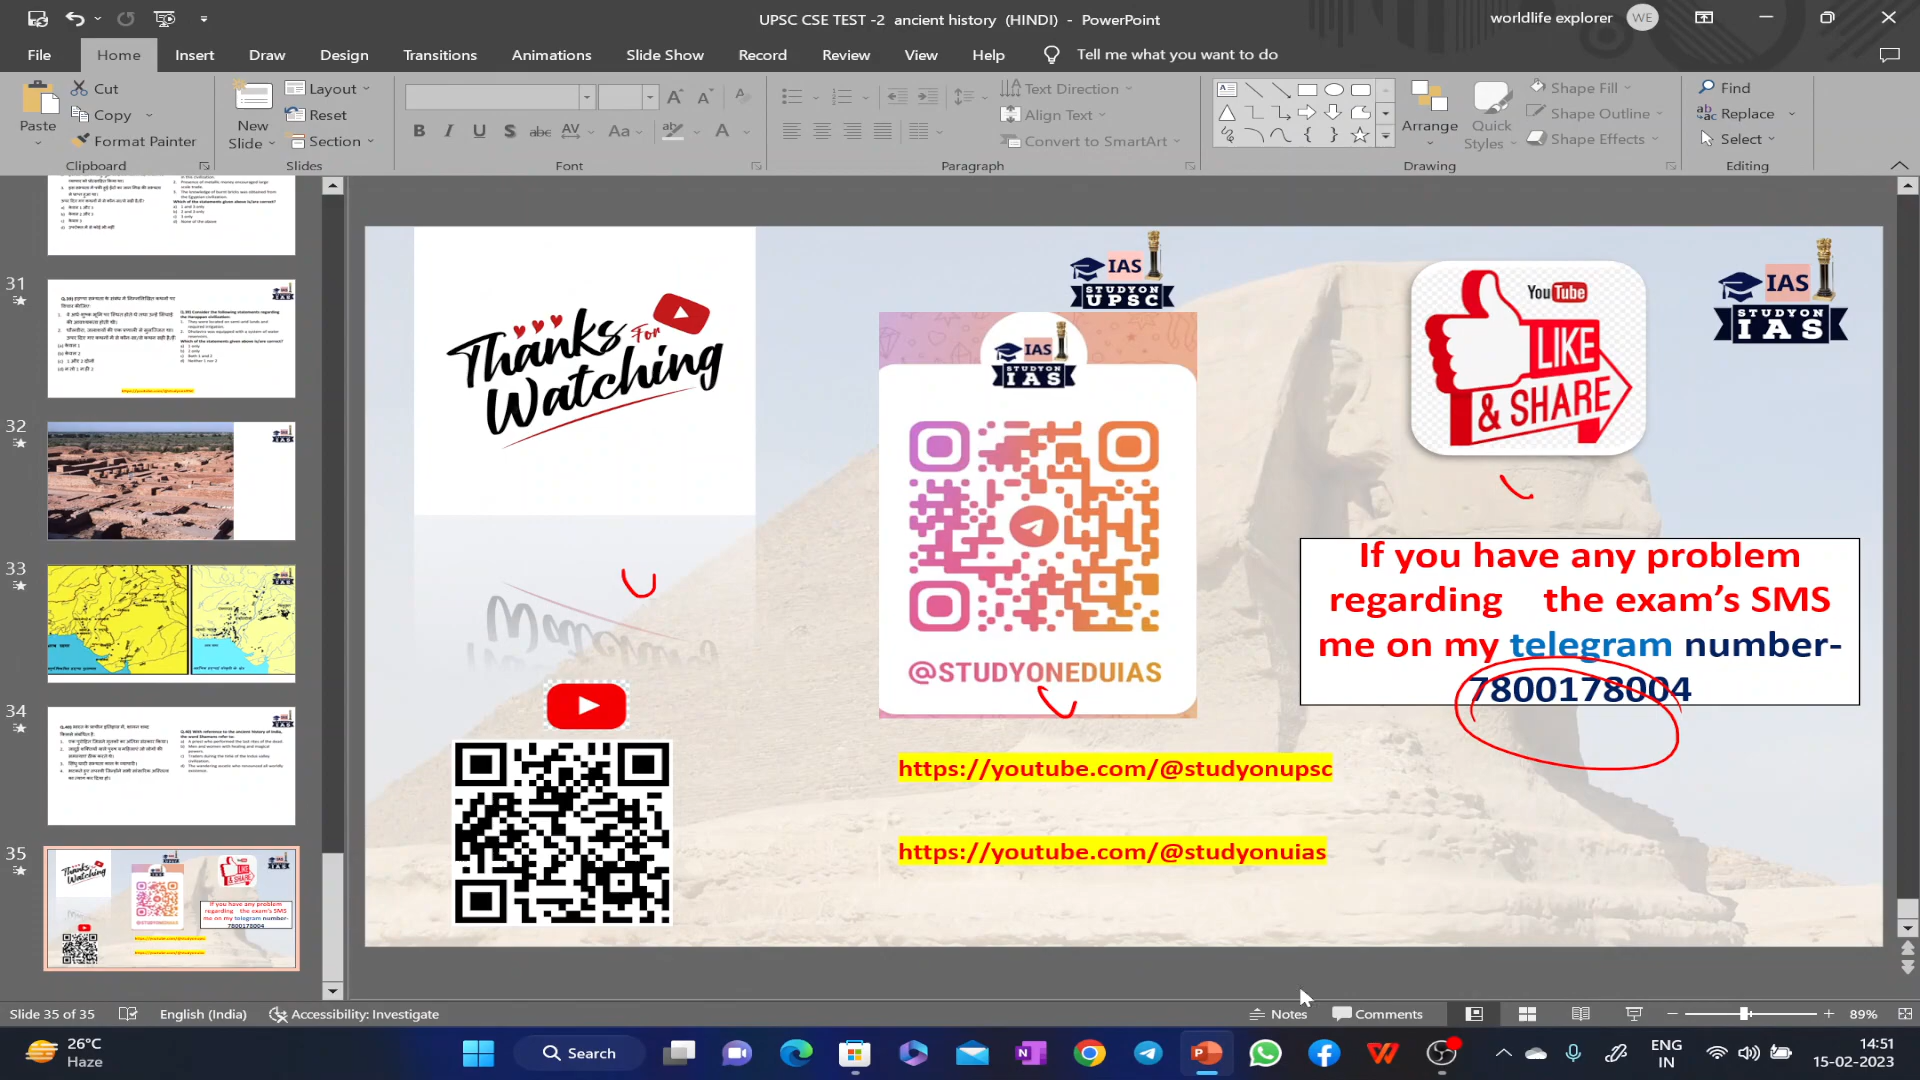 UPSC CSE TEST -2 ancient history (HINDI) - PowerPoint
worldlife explorer
WE
File
Home
Insert
Draw
Design
Transitions
Animations
Slide Show
Record
Review
View
Help
Tell me what you want to do
Cut
Copy
Format Painter
Paste
Clipboard
New
Slide
Layout
Reset
Section
Slides
Font
Text Direction
Align Text
Convert to SmartArt
Paragraph
Arrange
Quick
Styles
Shape Fill
Shape Outline
Shape Effects
Drawing
Find
Replace
Select
Editing
31
32
33
34
35
Thanks
For
Watching
IAS
STUDYON
UPSC
IAS
STUDYON
IAS
@STUDYONEDUIAS
https://youtube.com/@studyonupsc
https://youtube.com/@studyonuias
YouTube
LIKE
& SHARE
IAS
STUDYON
IAS
If you have any problem
regarding the exam's SMS
me on my telegram number-
7800178004
Slide 35 of 35
English (India)
Accessibility: Investigate
Notes
Comments
89%
26°C
Haze
Search
ENG
IN
14:51
15-02-2023